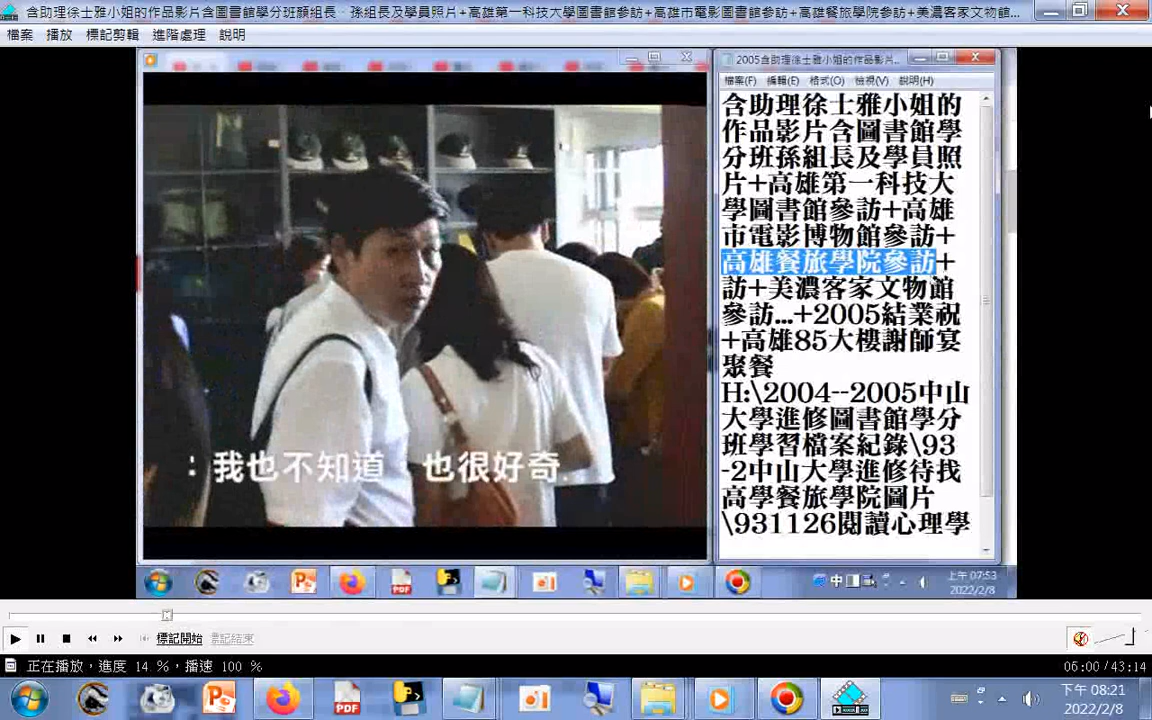 含助理徐士雅小姐的作品影片含圖書館學分班顏組長、孫組長及學員照片+高雄第一科技大學圖書館參訪+高雄市電影圖書館參訪+高雄餐旅學院參訪+美濃客家文物館...
檔案 播放 標記剪輯 進階處理 說明
2005含助理徐士雅小姐的作品影片...
檔案(F) 編輯(E) 格式(O) 檢視(V) 說明(H)
含助理徐士雅小姐的
作品影片含圖書館學
分班孫組長及學員照
片+高雄第一科技大
學圖書館參訪+高雄
市電影博物館參訪+
高雄餐旅學院參訪+
訪+美濃客家文物館
參訪...+2005結業祝
+高雄85大樓謝師宴
聚餐
H:\2004--2005中山
大學進修圖書館學分
班學習檔案紀錄\93
-2中山大學進修待找
高學餐旅學院圖片
\931126閱讀心理學
：我也不知道 也很好奇.
中
上午 07:53
2022/2/8
標記開始 標記結束
正在播放，進度 14 %，播速 100 %
06:00 / 43:14
下午 08:21
2022/2/8